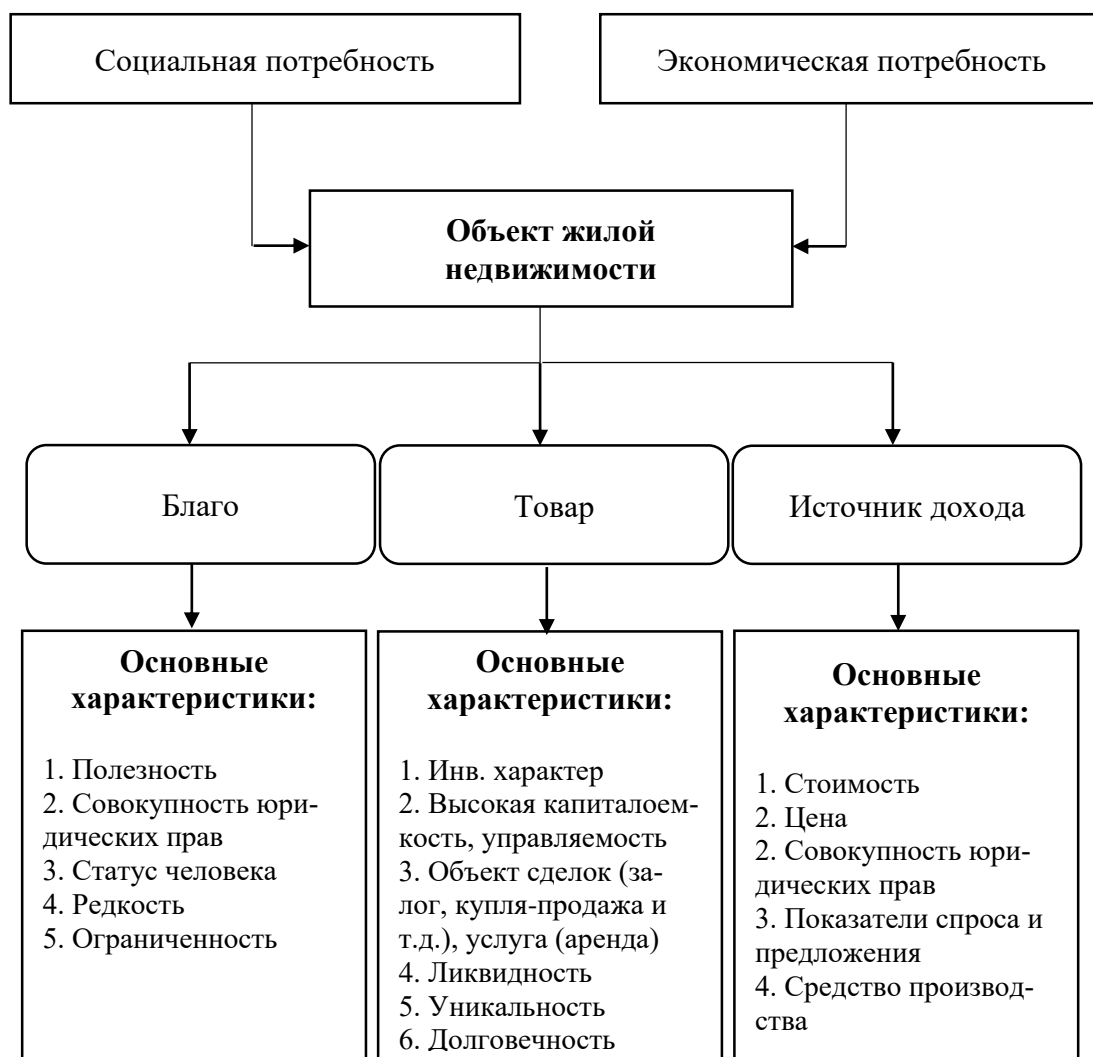 Социальная потребность
Экономическая потребность
Объект жилой
недвижимости
Благо
Товар
Источник дохода
Основные
характеристики:
1. Полезность
2. Совокупность юри-
дических прав
3. Статус человека
4. Редкость
5. Ограниченность
Основные
характеристики:
1. Инв. характер
2. Высокая капиталоем-
кость, управляемость
3. Объект сделок (за-
лог, купля-продажа и
т.д.), услуга (аренда)
4. Ликвидность
5. Уникальность
6. Долговечность
Основные
характеристики:
1. Стоимость
2. Цена
2. Совокупность юри-
дических прав
3. Показатели спроса и
предложения
4. Средство производ-
ства